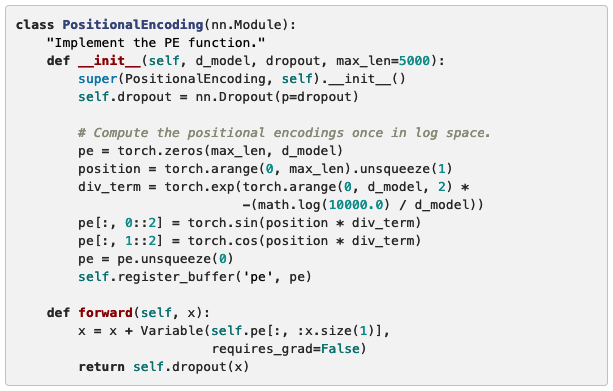 class PositionalEncoding(nn.Module):
    "Implement the PE function."
    def __init__(self, d_model, dropout, max_len=5000):
        super(PositionalEncoding, self).__init__()
        self.dropout = nn.Dropout(p=dropout)

        # Compute the positional encodings once in log space.
        pe = torch.zeros(max_len, d_model)
        position = torch.arange(0, max_len).unsqueeze(1)
        div_term = torch.exp(torch.arange(0, d_model, 2) *
                             -(math.log(10000.0) / d_model))
        pe[:, 0::2] = torch.sin(position * div_term)
        pe[:, 1::2] = torch.cos(position * div_term)
        pe = pe.unsqueeze(0)
        self.register_buffer('pe', pe)

    def forward(self, x):
        x = x + Variable(self.pe[:, :x.size(1)],
                         requires_grad=False)
        return self.dropout(x)